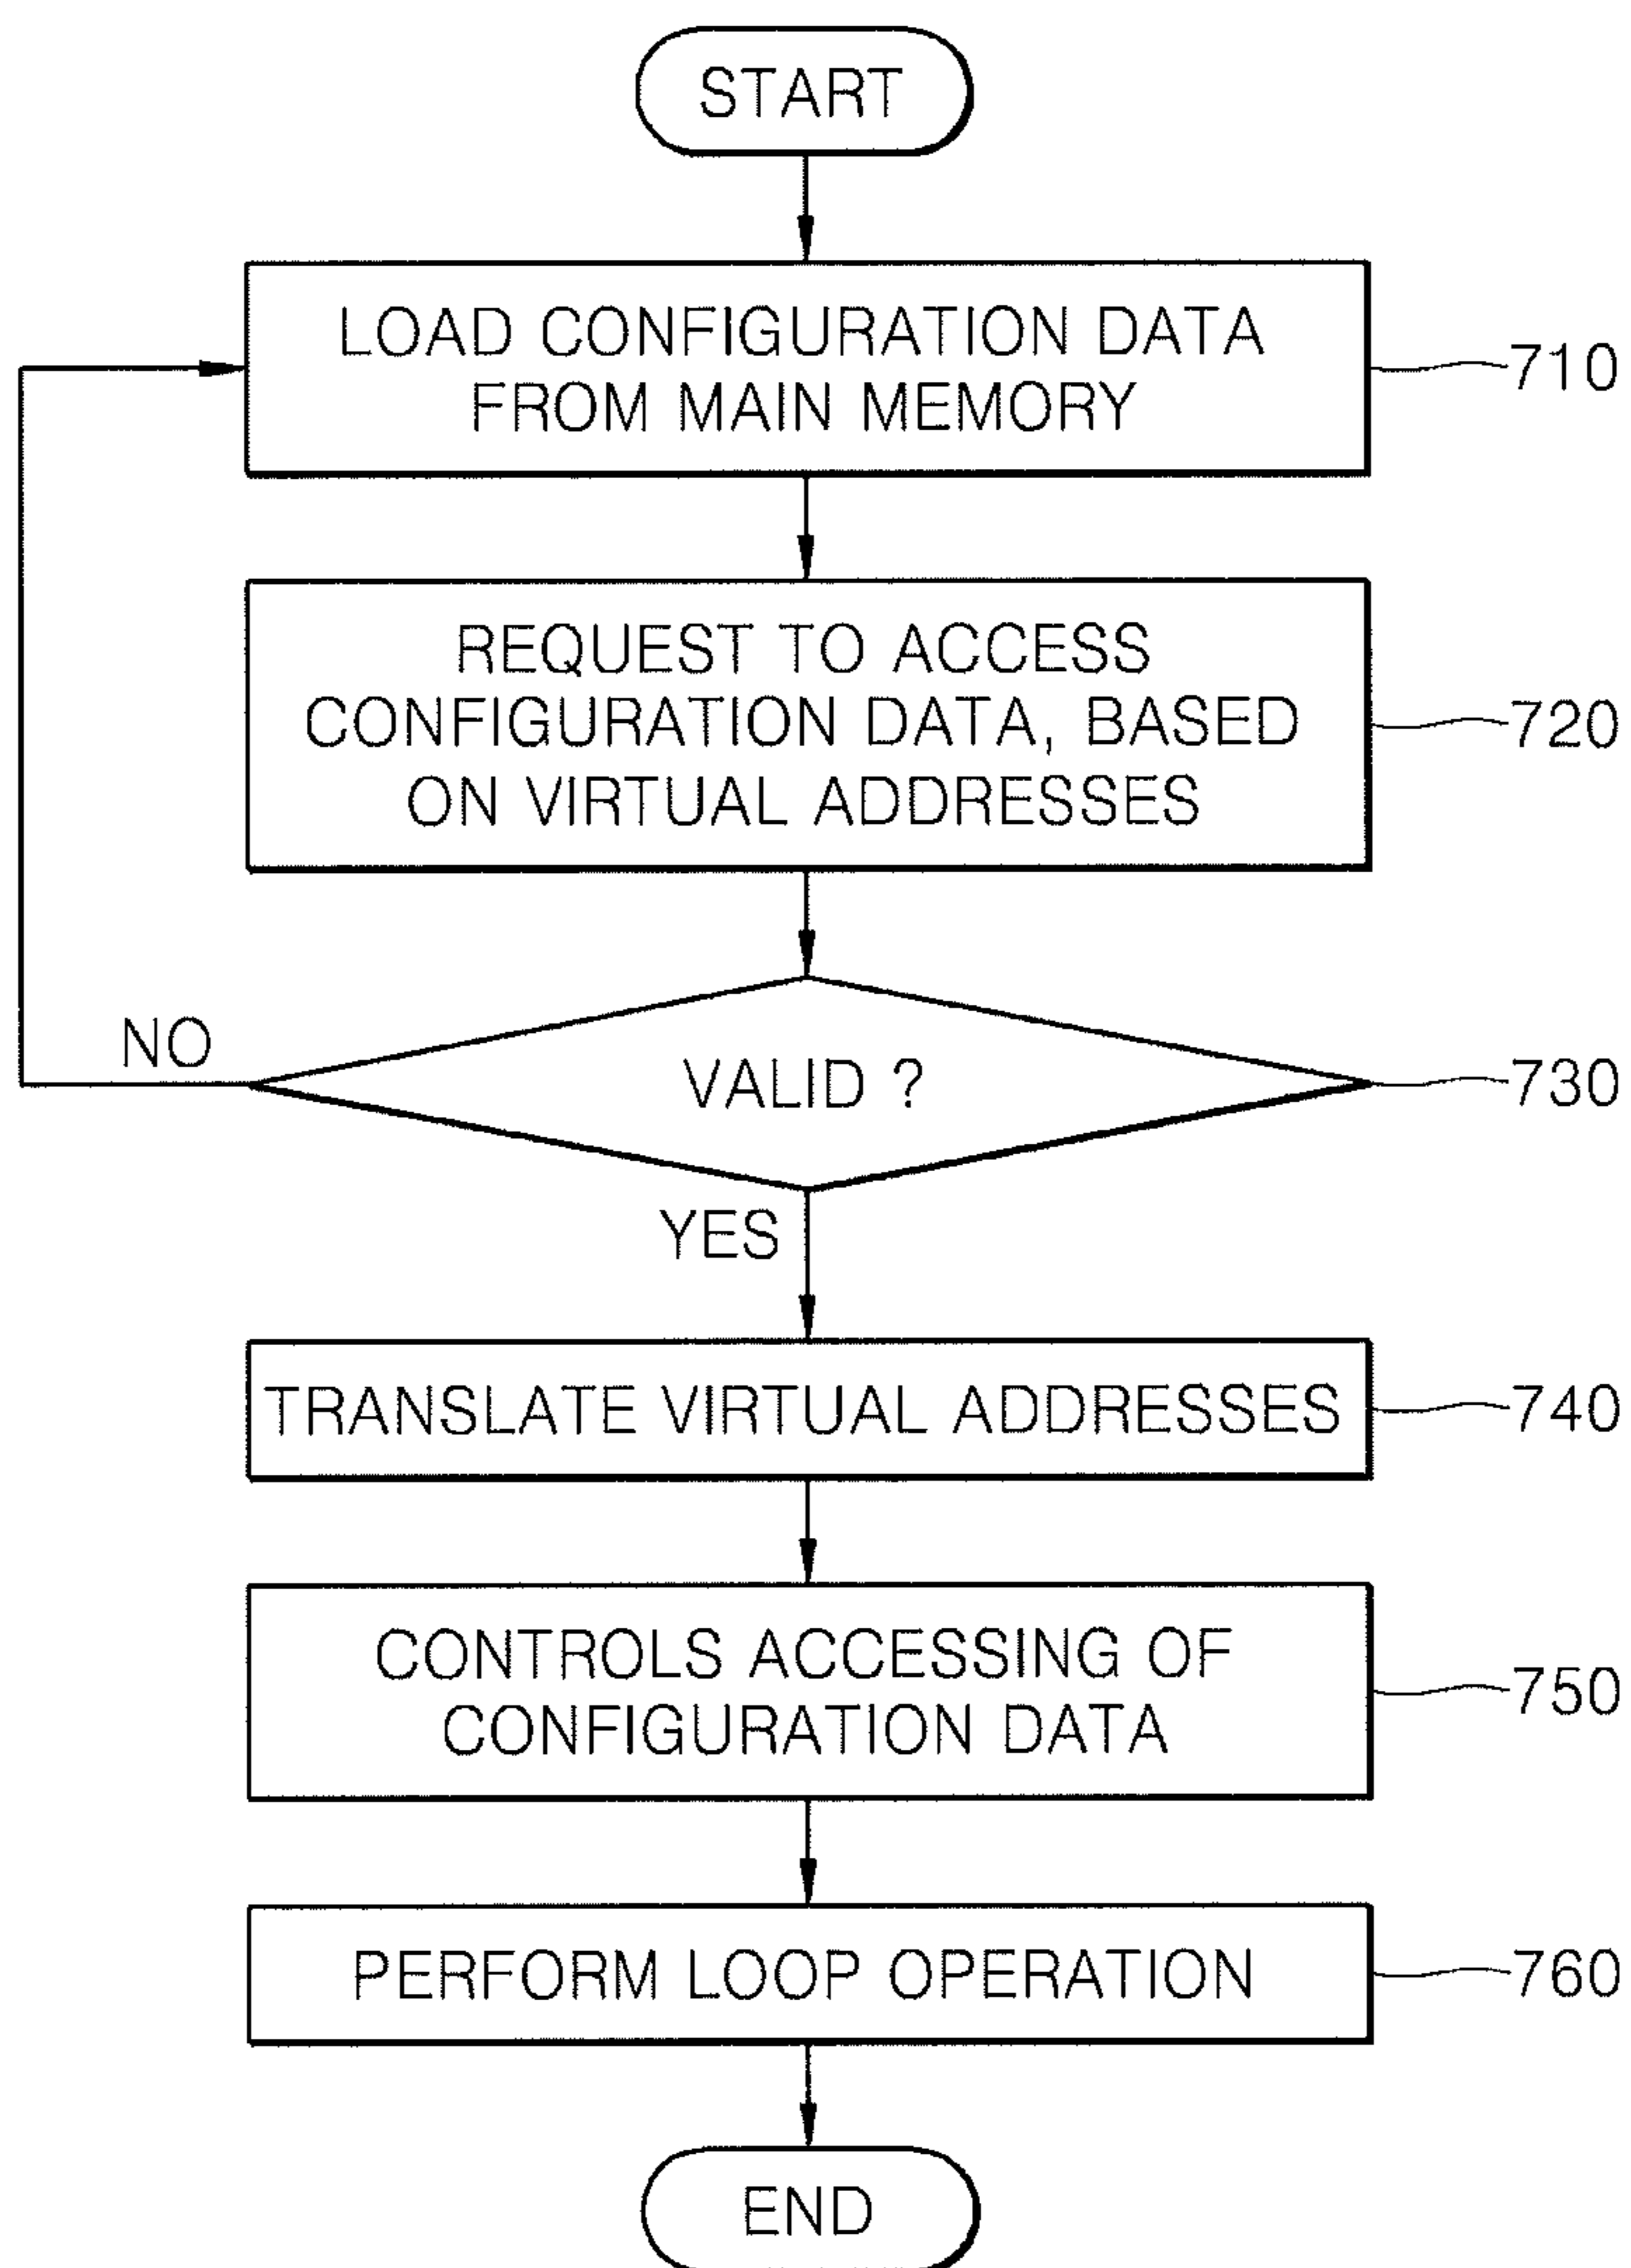 START
LOAD CONFIGURATION DATA
FROM MAIN MEMORY
710
REQUEST TO ACCESS
CONFIGURATION DATA, BASED
ON VIRTUAL ADDRESSES
720
NO
VALID ?
730
YES
TRANSLATE VIRTUAL ADDRESSES
740
CONTROLS ACCESSING OF
CONFIGURATION DATA
750
PERFORM LOOP OPERATION
760
END